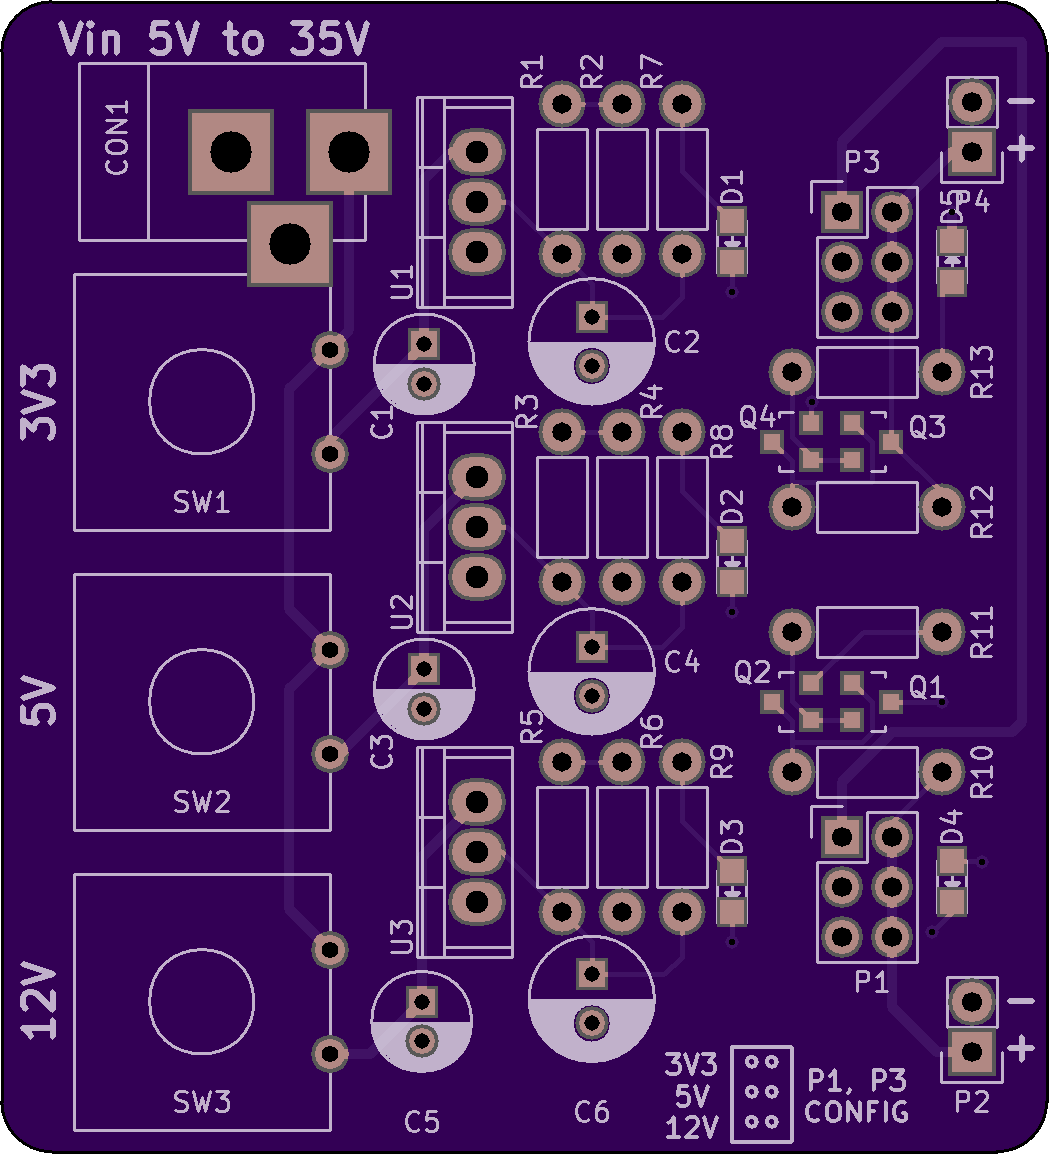 Vin 5V to 35V
CON1
R1
R2
R7
−
+
P3
D1
D5
P4
U1
C2
3V3
C1
R3
R4
R8
R13
Q4
Q3
SW1
D2
R12
U2
C4
R11
5V
C3
Q2
Q1
R5
R6
R9
R10
SW2
D3
D4
U3
12V
P1
−
+
SW3
C5
C6
3V3
5V
12V
P1, P3
CONFIG
P2